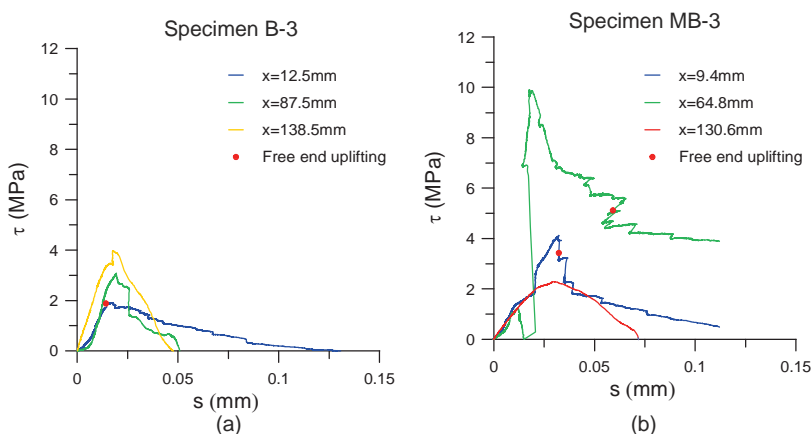 Specimen B-3
12
10
8
6
4
2
0
τ (MPa)
x=12.5mm
x=87.5mm
x=138.5mm
Free end uplifting
0
0.05
0.1
0.15
s (mm)
(a)
Specimen MB-3
12
10
8
6
4
2
0
τ (MPa)
x=9.4mm
x=64.8mm
x=130.6mm
Free end uplifting
0
0.05
0.1
0.15
s (mm)
(b)